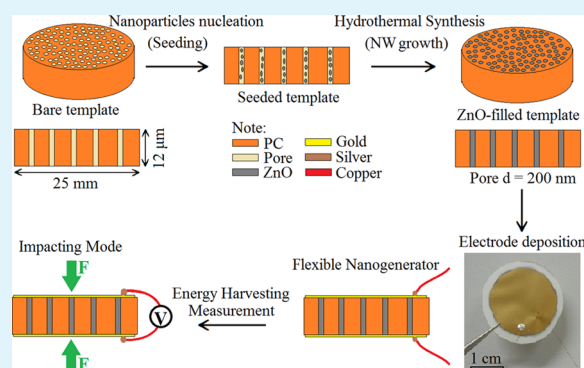 Nanoparticles nucleation
(Seeding)
Hydrothermal Synthesis
(NW growth)
Bare template
Seeded template
ZnO-filled template
12 μm
25 mm
Note:
PC
Pore
ZnO
Gold
Silver
Copper
Pore d = 200 nm
Electrode deposition
Impacting Mode
F
Flexible Nanogenerator
Energy Harvesting
Measurement
V
F
1 cm